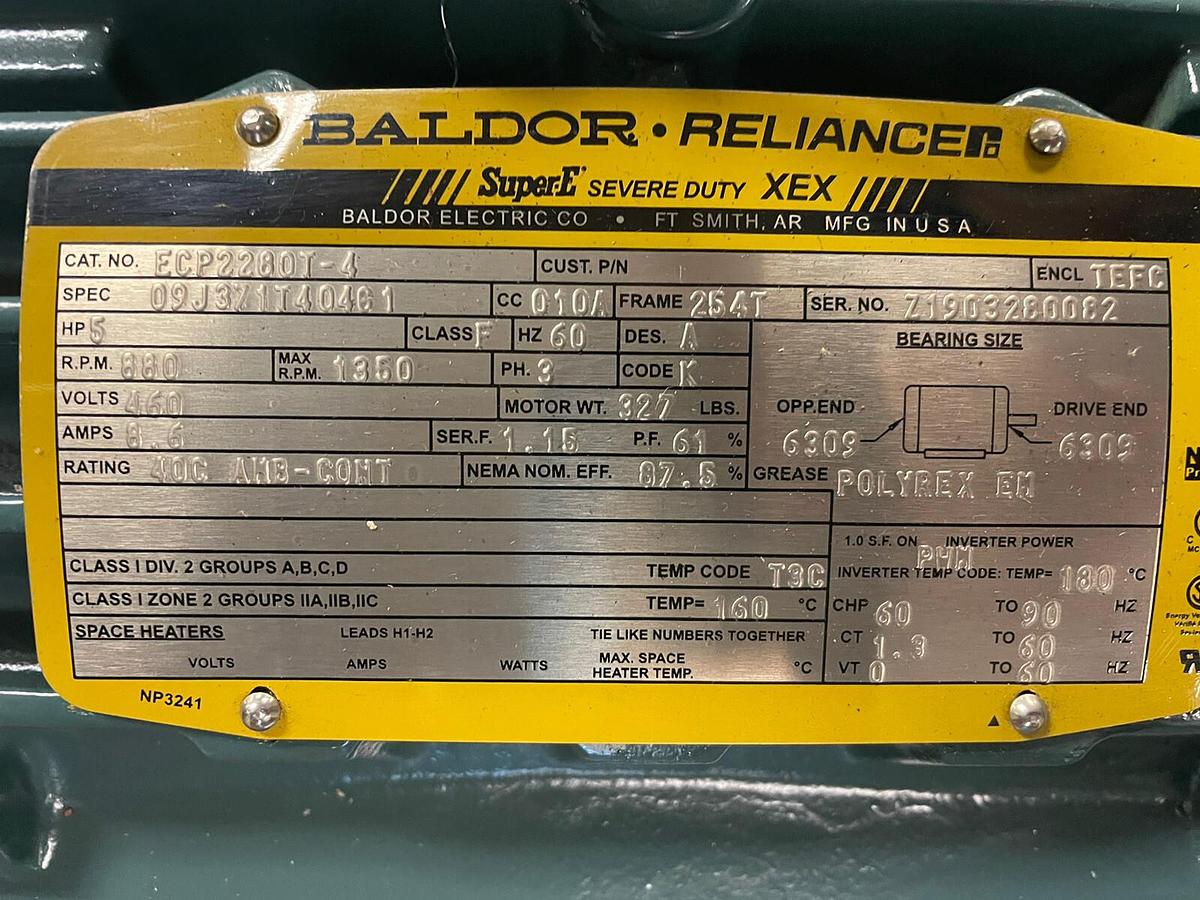 BALDOR • RELIANCE
Super-E® SEVERE DUTY XEX
BALDOR ELECTRIC CO • FT SMITH, AR MFG IN U S A
CAT. NO. ECP2280T-4 CUST. P/N ENCL TEFC
SPEC 09J3Z1T404G1 CC 010A FRAME 254T SER. NO. Z1903280082
HP 5 CLASS F HZ 60 DES. A BEARING SIZE
R.P.M. 880 MAX R.P.M. 1350 PH. 3 CODE K
VOLTS 460 MOTOR WT. 327 LBS. OPP.END DRIVE END
AMPS 8.6 SER.F. 1.15 P.F. 61 % 6309 6309
RATING 40C AMB-CONT NEMA NOM. EFF. 87.5 % GREASE POLYREX EM
1.0 S.F. ON PWM INVERTER POWER
CLASS I DIV. 2 GROUPS A,B,C,D TEMP CODE T3C INVERTER TEMP CODE: TEMP= 180 °C
CLASS I ZONE 2 GROUPS IIA,IIB,IIC TEMP= 160 °C CHP 60 TO 90 HZ
SPACE HEATERS LEADS H1-H2 TIE LIKE NUMBERS TOGETHER CT 1.3 TO 60 HZ
VOLTS AMPS WATTS MAX. SPACE HEATER TEMP. °C VT 0 TO 60 HZ
NP3241